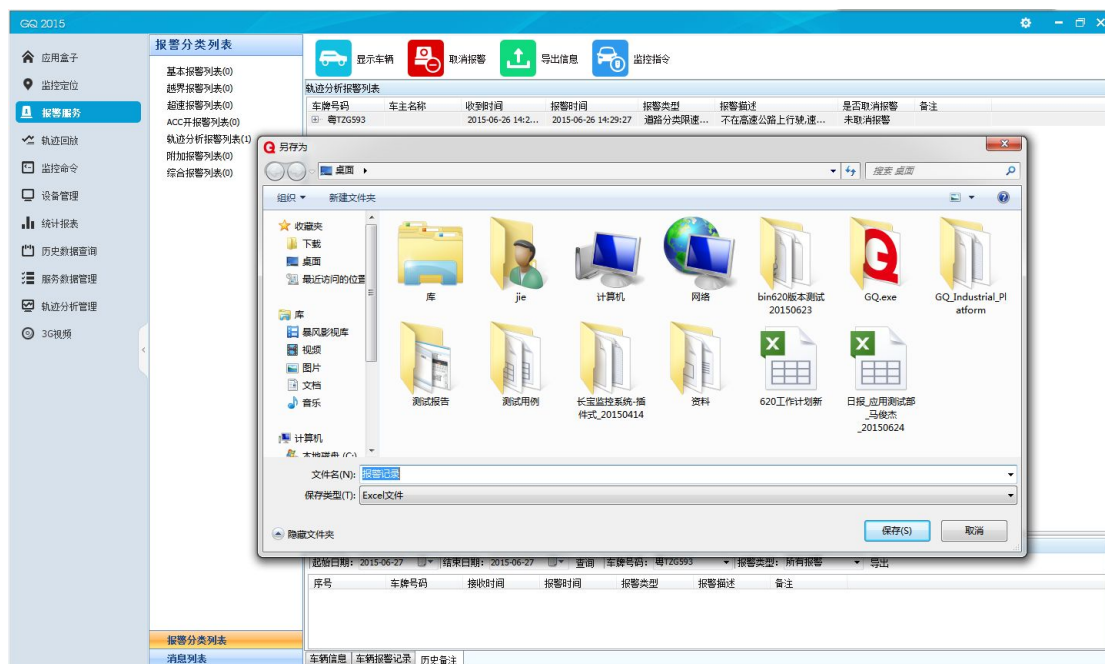 GQ 2015
应用盒子
监控定位
报警服务
轨迹回放
监控命令
设备管理
统计报表
历史数据查询
服务数据管理
轨迹分析管理
3G视频
报警分类列表
基本报警列表(0)
越界报警列表(0)
超速报警列表(0)
ACC开报警列表(0)
轨迹分析报警列表(1)
附加报警列表(0)
综合报警列表(0)
报警分类列表
消息列表
显示车辆 取消报警 导出信息 监控指令
轨迹分析报警列表
车牌号码 车主名称 收到时间 报警时间 报警类型 报警描述 是否取消报警 备注
粤TZG593 2015-06-26 14:2... 2015-06-26 14:29:27 道路分类限速... 不在高速公路上行驶,速... 未取消报警
另存为
桌面
搜索 桌面
组织 新建文件夹
收藏夹
下载
桌面
最近访问的位置
库
暴风影视库
视频
图片
文档
音乐
计算机
本地磁盘 (C:)
库 jie 计算机 网络 bin620版本测试 GQ.exe GQ_Industrial_Pl
20150623 atform
测试报告 测试用例 长宝监控系统-插 资料 620工作计划新 日报_应用测试部
件式_20150414 _马俊杰
_20150624
文件名(N): 报警记录
保存类型(T): Excel文件
隐藏文件夹 保存(S) 取消
起始日期: 2015-06-27 结束日期: 2015-06-27 查询 车牌号码: 粤TZG593 报警类型: 所有报警 导出
序号 车牌号码 接收时间 报警时间 报警类型 报警描述 备注
车辆信息 车辆报警记录 历史备注